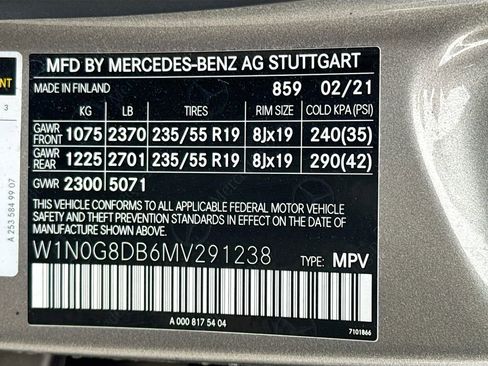 MFD BY MERCEDES-BENZ AG STUTTGART
MADE IN FINLAND 859 02/21
KG LB TIRES RIM SIZE COLD KPA(PSI)
GAWR FRONT 1075 2370 235/55 R19 8Jx19 240(35)
GAWR REAR 1225 2701 235/55 R19 8Jx19 290(42)
GVWR 2300 5071
THIS VEHICLE CONFORMS TO ALL APPLICABLE FEDERAL MOTOR VEHICLE
SAFETY AND THEFT PREVENTION STANDARDS IN EFFECT ON THE DATE OF
MANUFACTURE SHOWN ABOVE.
W1N0G8DB6MV291238 TYPE: MPV
A 000 817 54 04
7101866
A 253 584 99 07
3